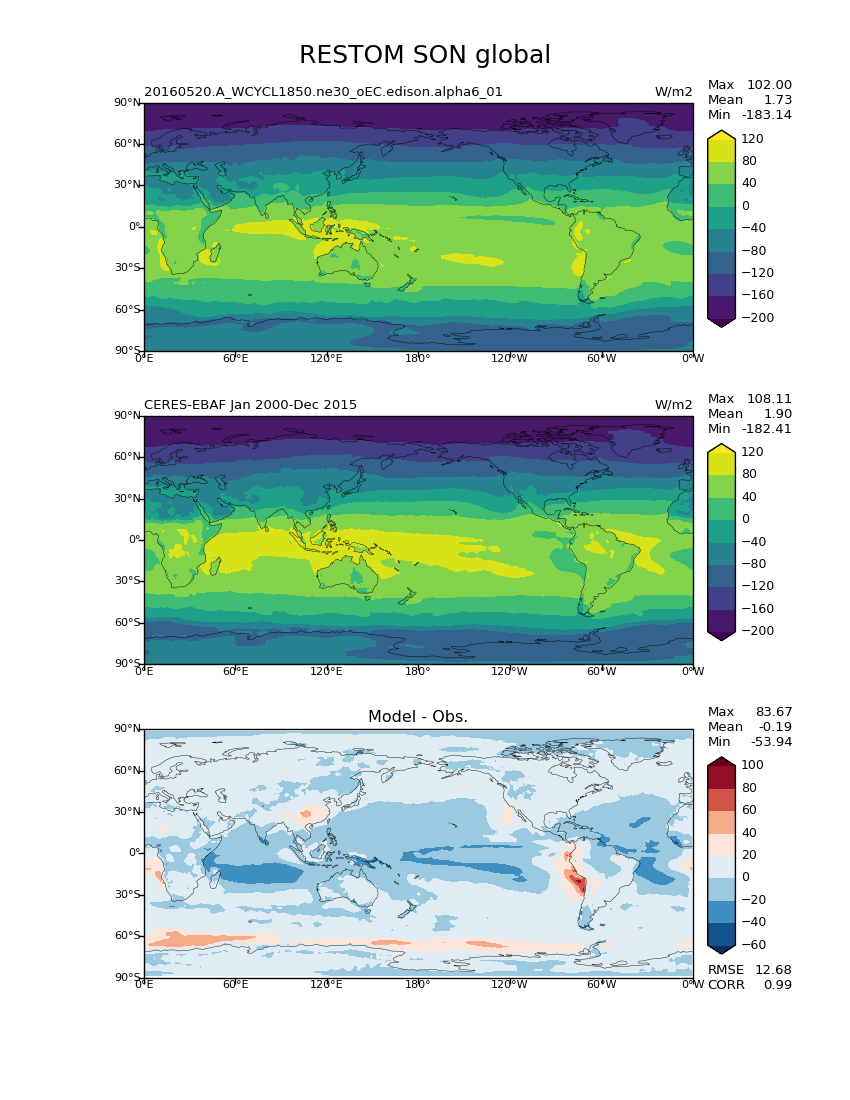 RESTOM SON global
20160520.A_WCYCL1850.ne30_oEC.edison.alpha6_01 W/m2
Max 102.00
Mean 1.73
Min -183.14
90°N
60°N
30°N
0°
30°S
60°S
90°S
0°E 60°E 120°E 180° 120°W 60°W 0°W
120
80
40
0
−40
−80
−120
−160
−200
CERES-EBAF Jan 2000-Dec 2015 W/m2
Max 108.11
Mean 1.90
Min -182.41
90°N
60°N
30°N
0°
30°S
60°S
90°S
0°E 60°E 120°E 180° 120°W 60°W 0°W
120
80
40
0
−40
−80
−120
−160
−200
Model - Obs.
Max 83.67
Mean -0.19
Min -53.94
90°N
60°N
30°N
0°
30°S
60°S
90°S
0°E 60°E 120°E 180° 120°W 60°W 0°W
100
80
60
40
20
0
−20
−40
−60
RMSE 12.68
CORR 0.99